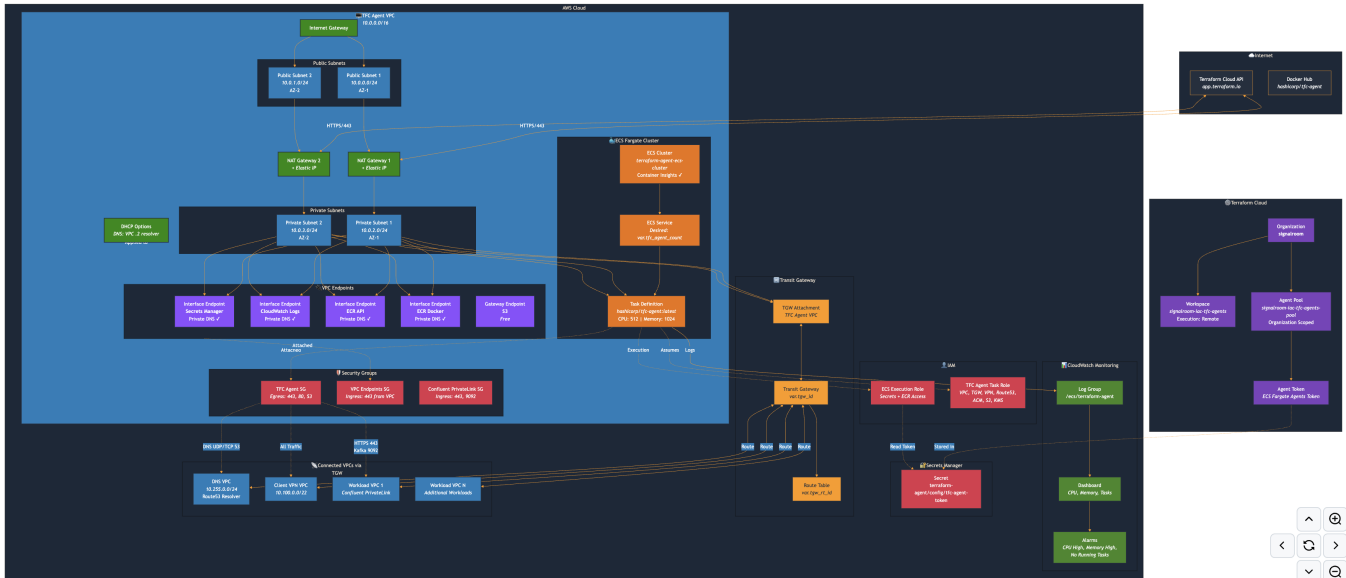 AWS Cloud
TFC Agent VPC
10.0.0.0/16
Internet Gateway
Public Subnets
Public Subnet 2
10.0.1.0/24
AZ-2
Public Subnet 1
10.0.0.0/24
AZ-1
HTTPS/443
HTTPS/443
NAT Gateway 2
+ Elastic IP
NAT Gateway 1
+ Elastic IP
DHCP Options
DNS: VPC .2 resolver
Private Subnets
Private Subnet 2
10.0.3.0/24
AZ-2
Private Subnet 1
10.0.2.0/24
AZ-1
VPC Endpoints
Interface Endpoint
Secrets Manager
Private DNS ✓
Interface Endpoint
CloudWatch Logs
Private DNS ✓
Interface Endpoint
ECR API
Private DNS ✓
Interface Endpoint
ECR Docker
Private DNS ✓
Gateway Endpoint
S3
Free
Attached
Attached
Security Groups
TFC Agent SG
Egress: 443, 80, 53
VPC Endpoints SG
Ingress: 443 from VPC
Confluent PrivateLink SG
Ingress: 443, 9092
ECS Fargate Cluster
ECS Cluster
terraform-agent-ecs-
cluster
Container Insights ✓
ECS Service
Desired:
var.tfc_agent_count
Task Definition
hashicorp/tfc-agent:latest
CPU: 512 | Memory: 1024
Execution
Assumes
Logs
DNS UDP/TCP 53
All Traffic
HTTPS 443
Kafka 9092
Connected VPCs via
TGW
DNS VPC
10.255.0.0/24
Route53 Resolver
Client VPN VPC
10.100.0.0/22
Workload VPC 1
Confluent PrivateLink
Workload VPC N
Additional Workloads
Transit Gateway
TGW Attachment
TFC Agent VPC
Transit Gateway
var.tgw_id
Route
Route
Route
Route
Route Table
var.tgw_rt_id
IAM
ECS Execution Role
Secrets + ECR Access
TFC Agent Task Role
VPC, TGW, VPN, Route53,
ACM, S3, KMS
Read Token
Stored In
Secrets Manager
Secret
terraform-
agent/config/tfc-agent-
token
CloudWatch Monitoring
Log Group
/ecs/terraform-agent
Dashboard
CPU, Memory, Tasks
Alarms
CPU High, Memory High,
No Running Tasks
Internet
Terraform Cloud API
app.terraform.io
Docker Hub
hashicorp/tfc-agent
Terraform Cloud
Organization
signalroom
Workspace
signalroom-iac-tfc-agents
Execution: Remote
Agent Pool
signalroom-iac-tfc-agents-
pool
Organization Scoped
Agent Token
ECS Fargate Agents Token